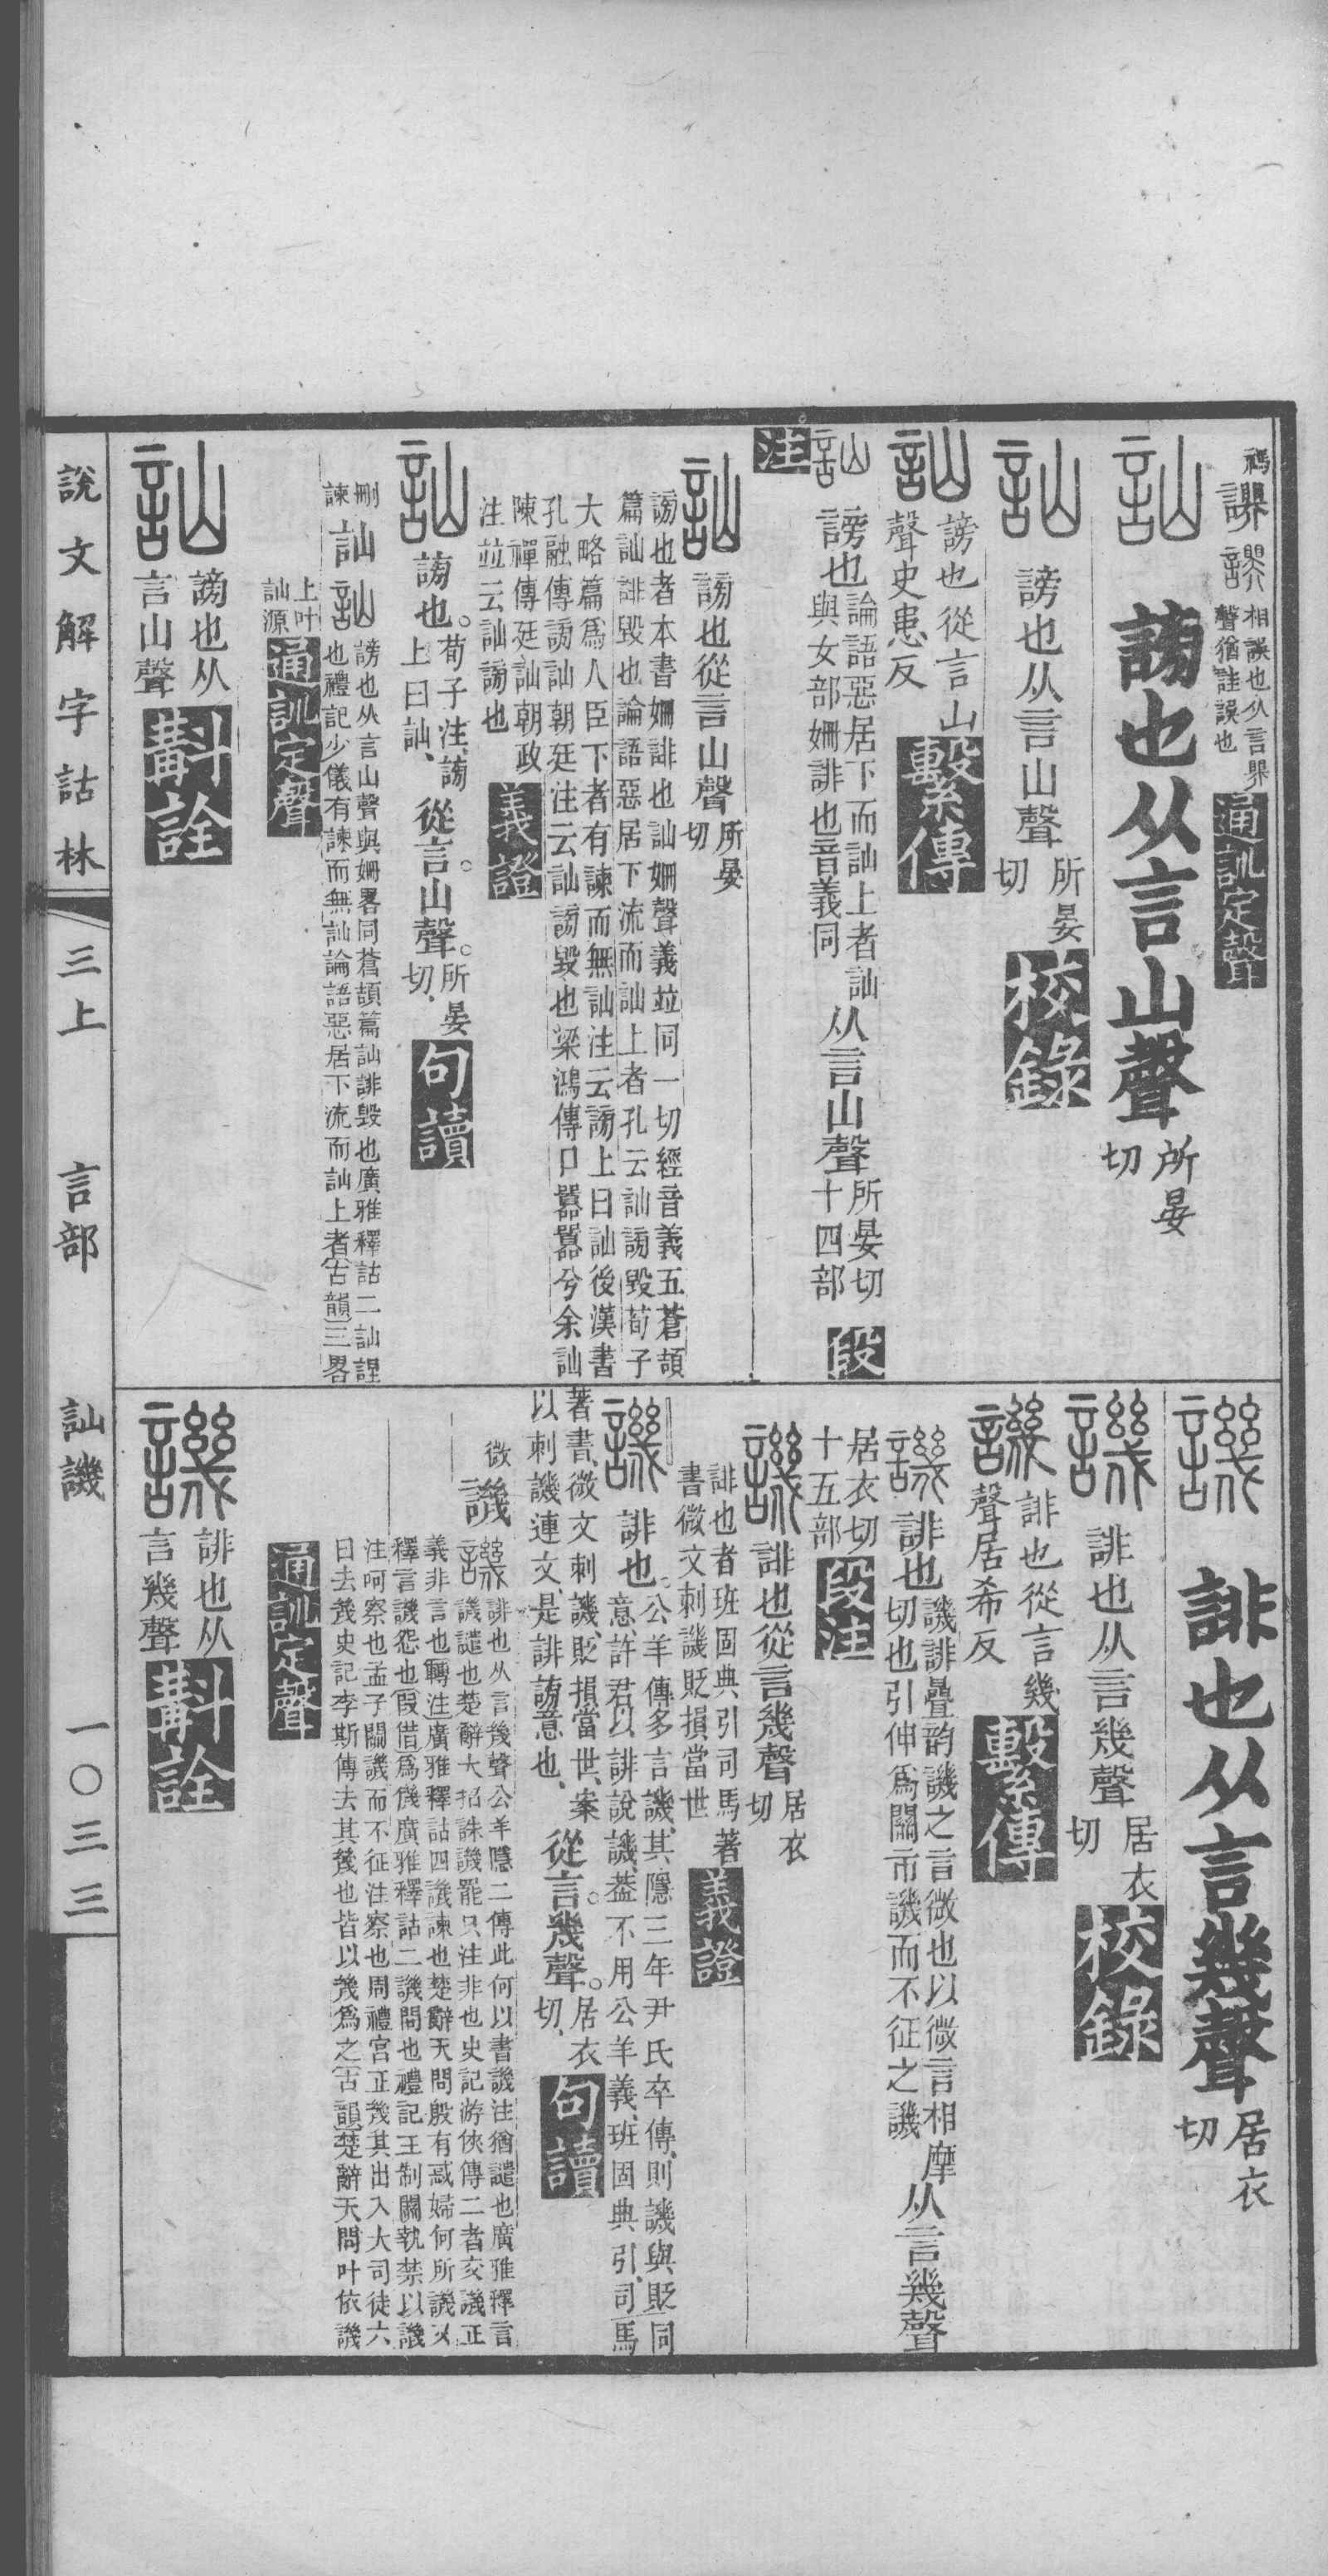 禡 謬
相誤也从言𦋅
聲猶詿誤也
通訓定聲
訕 謗也从言山聲 所晏
切
訕 謗也从言山聲 所晏
切 校錄
訕 謗也從言山
聲史患反 繫傳
訕 謗也 論語惡居下而訕上者訕
與女部姍誹也音義同 从言山聲 所晏切
十四部 段
注
訕 謗也從言山聲 所晏
切
謗也者本書姍誹也訕姍聲義竝同一切經音義五蒼頡
篇訕誹毀也論語惡居下流而訕上者孔云訕謗毀荀子
大略篇爲人臣下者有諫而無訕注云謗上曰訕後漢書
孔融傳謗訕朝廷注云訕謗毀也梁鴻傳口囂囂兮余訕
陳禪傳廷訕朝政
注竝云訕謗也 義證
訕 謗也。荀子注、謗
上曰訕、 從言。山聲。所晏
切、 句讀
刪
諫 訕 訕 謗也从言山聲與姍畧同蒼頡篇訕誹毀也廣雅釋詁二訕謑
也禮記少儀有諫而無訕論語惡居下流而訕上者古韻三畧
上叶
訕源 通訓定聲
訕 謗也从
言山聲 斠詮
譏 誹也从言幾聲 居衣
切
譏 誹也从言幾聲 居衣
切 校錄
譏 誹也從言幾
聲居希反 繫傳
譏 誹也 譏誹疊韵譏之言微也以微言相摩
切也引伸爲關市譏而不征之譏 从言幾聲
居衣切
十五部 段注
譏 誹也從言幾聲 居衣
切
誹也者班固典引司馬著
書微文刺譏貶損當世 義證
譏 誹也。公羊傳多言譏、其隱三年尹氏卒傳、則譏與貶同
意、許君以誹說譏、葢不用公羊義、班固典引、司馬
著書、微文刺譏、貶損當世、案
以刺譏連文、是誹謗意也、 從言。幾聲。居衣
切、 句讀
微 譏 譏 誹也从言幾聲公羊隱二傳此何以書譏注猶譴也廣雅釋言
譏譴也楚辭大招誅譏罷只注非也史記游俠傳二者交譏正
義非言也轉注廣雅釋詁四譏諫也楚辭天問殷有惑婦何所譏又
釋言譏怨也假借爲僟廣雅釋詁二譏問也禮記王制關執禁以譏
注呵察也孟子關譏而不征注察也周禮宮正幾其出入大司徒六
曰去幾史記李斯傳去其幾也皆以幾爲之古韻楚辭天問叶依譏
通訓定聲
譏 誹也从
言幾聲 斠詮
說文解字詁林 三上 言部 訕譏 一〇三三